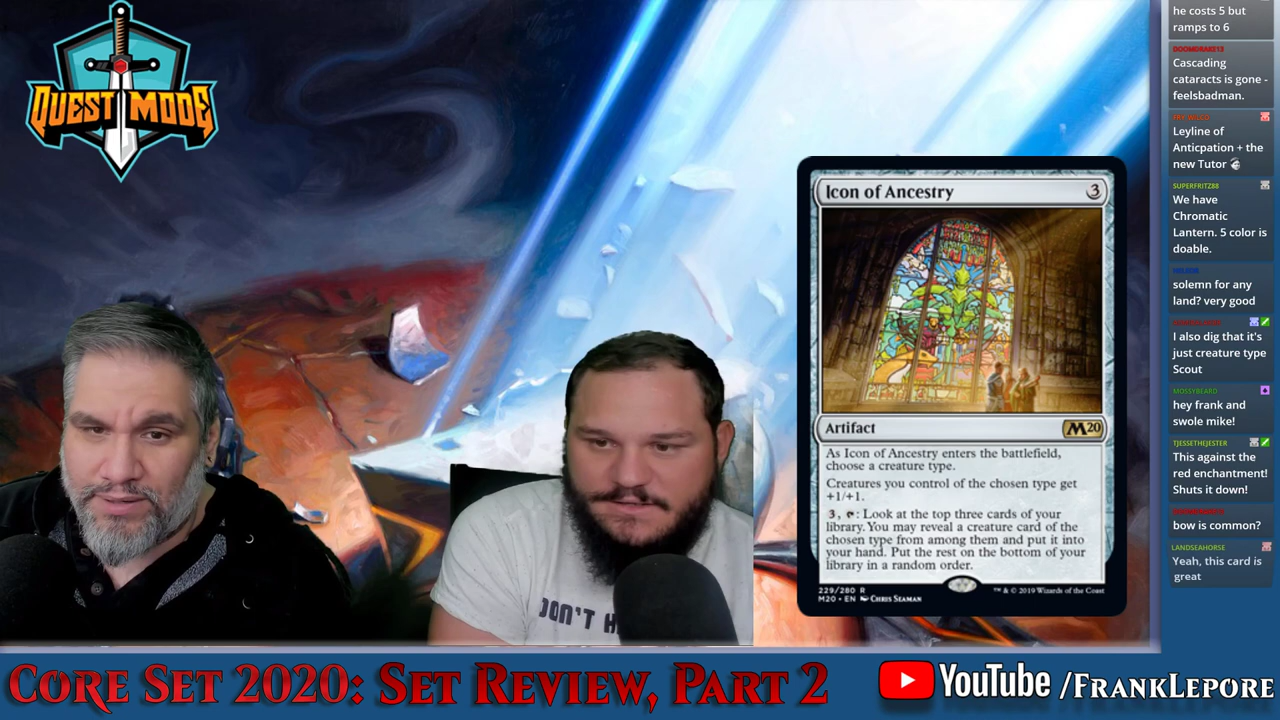 QUEST MODE
Icon of Ancestry 3
Artifact M20
As Icon of Ancestry enters the battlefield,
choose a creature type.
Creatures you control of the chosen type get
+1/+1.
3, : Look at the top three cards of your
library. You may reveal a creature card of the
chosen type from among them and put it into
your hand. Put the rest on the bottom of your
library in a random order.
229/280 R
M20 • EN Chris Seaman
™ & © 2019 Wizards of the Coast
DON'T H
he costs 5 but
ramps to 6
DOOMDRAKE13
Cascading
cataracts is gone -
feelsbadman.
Leyline of
Anticpation + the
new Tutor
SUPERFRITZ88
We have
Chromatic
Lantern. 5 color is
doable.
solemn for any
land? very good
I also dig that it's
just creature type
Scout
MOSSYBEARD
hey frank and
swole mike!
TJESSETHEJESTER
This against the
red enchantment!
Shuts it down!
bow is common?
LANDSEAHORSE
Yeah, this card is
great
Core Set 2020: Set Review, Part 2
YouTube /FrankLepore